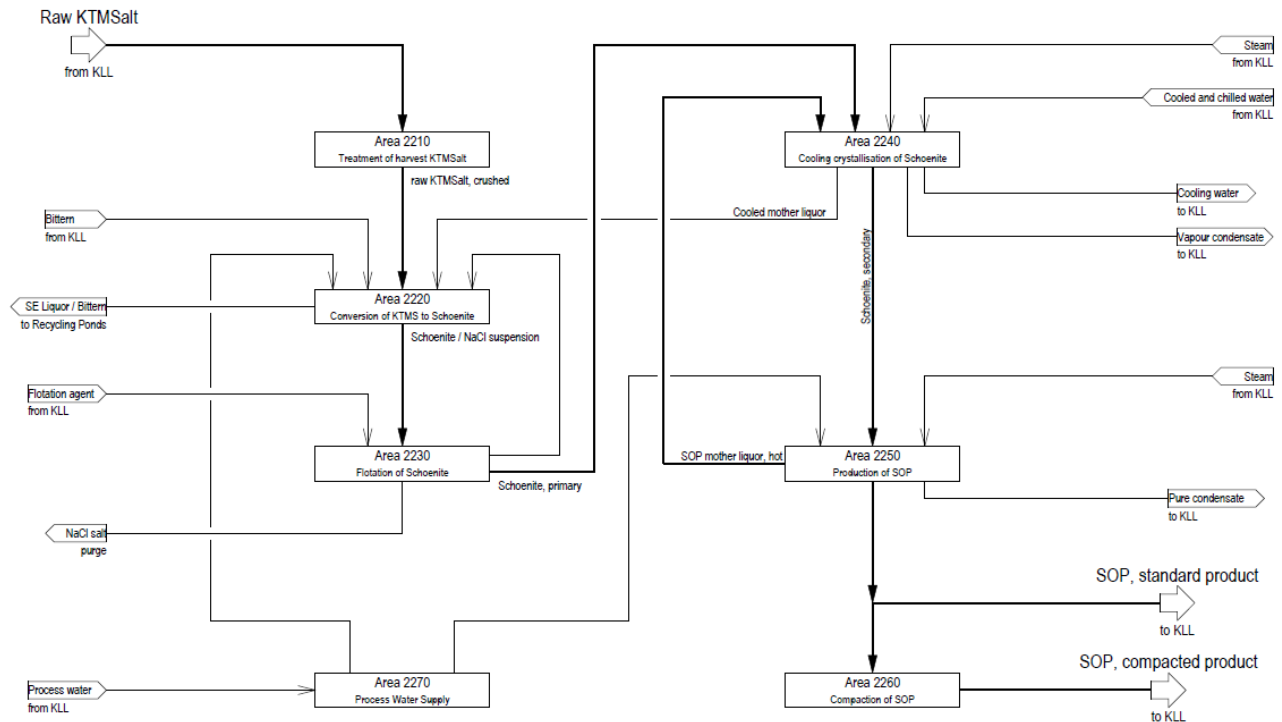 Raw KTMSalt
from KLL
Steam
from KLL
Cooled and chilled water
from KLL
Area 2210
Treatment of harvest KTMSalt
raw KTMSalt, crushed
Area 2240
Cooling crystallisation of Schoenite
Cooling water
to KLL
Vapour condensate
to KLL
Bittern
from KLL
Cooled mother liquor
Schoenite, secondary
SE Liquor / Bittern
to Recycling Ponds
Area 2220
Conversion of KTMS to Schoenite
Schoenite / NaCl suspension
Flotation agent
from KLL
Steam
from KLL
Area 2230
Flotation of Schoenite
Schoenite, primary
SOP mother liquor, hot
Area 2250
Production of SOP
Pure condensate
to KLL
NaCl salt
purge
SOP, standard product
to KLL
Process water
from KLL
Area 2270
Process Water Supply
Area 2260
Compaction of SOP
SOP, compacted product
to KLL